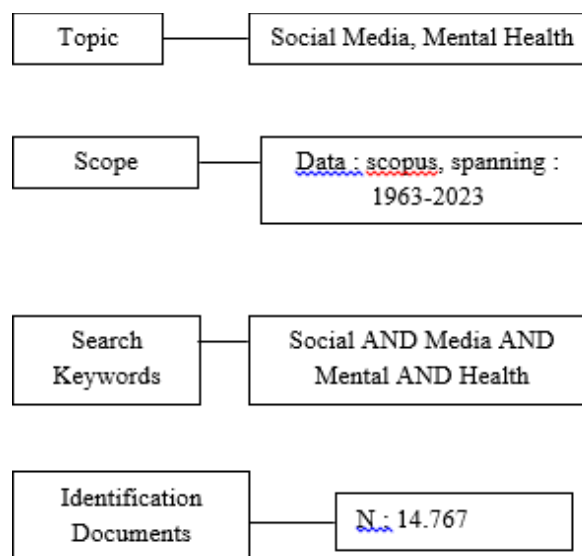 Topic
Social Media, Mental Health
Scope
Data : scopus, spanning :
1963-2023
Search
Keywords
Social AND Media AND
Mental AND Health
Identification
Documents
N : 14.767